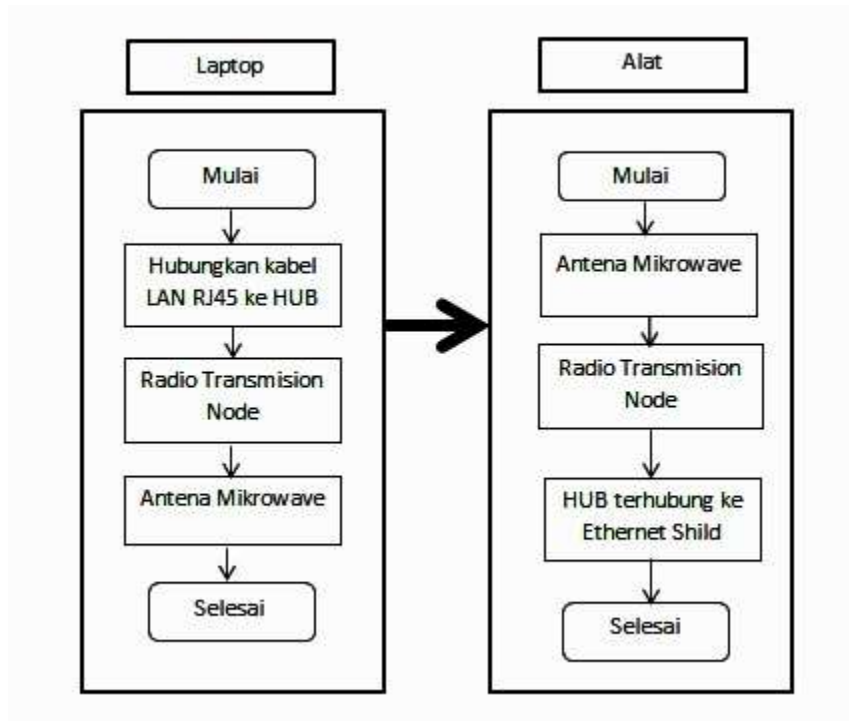 Laptop
Mulai
Hubungkan kabel
LAN RJ45 ke HUB
Radio Transmision
Node
Antena Mikrowave
Selesai
Alat
Mulai
Antena Mikrowave
Radio Transmision
Node
HUB terhubung ke
Ethernet Shild
Selesai